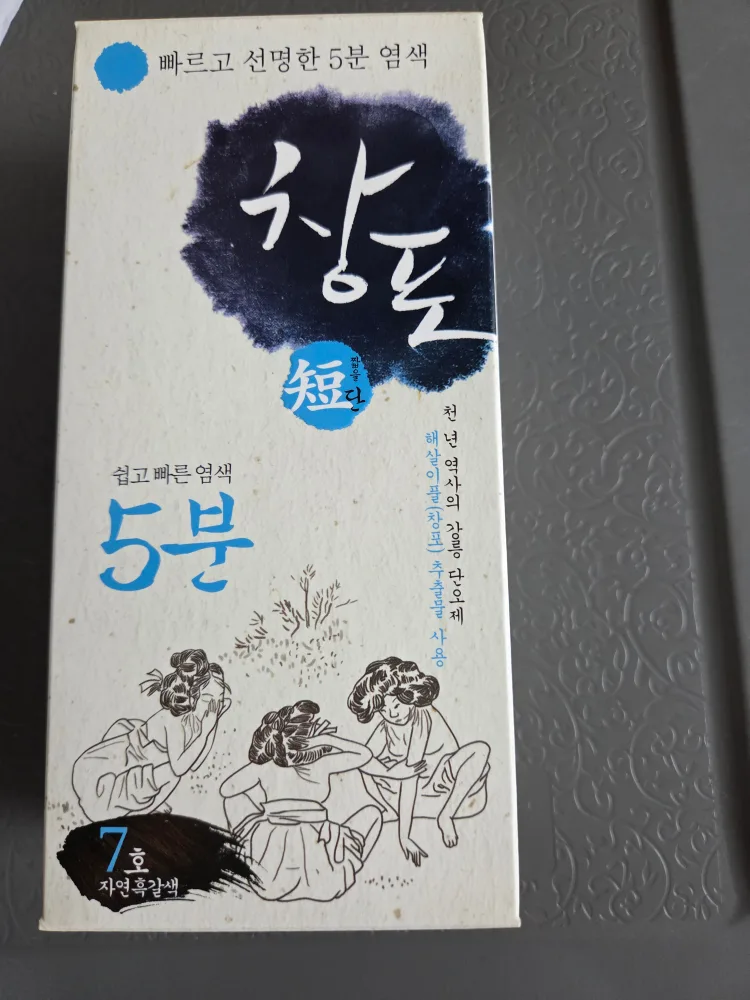 빠르고 선명한 5분 염색
창포
短
짧을 단
천 년 역사의 강릉 단오제
해살이풀(창포) 추출물 사용
쉽고 빠른 염색
5분
7호
자연흑갈색